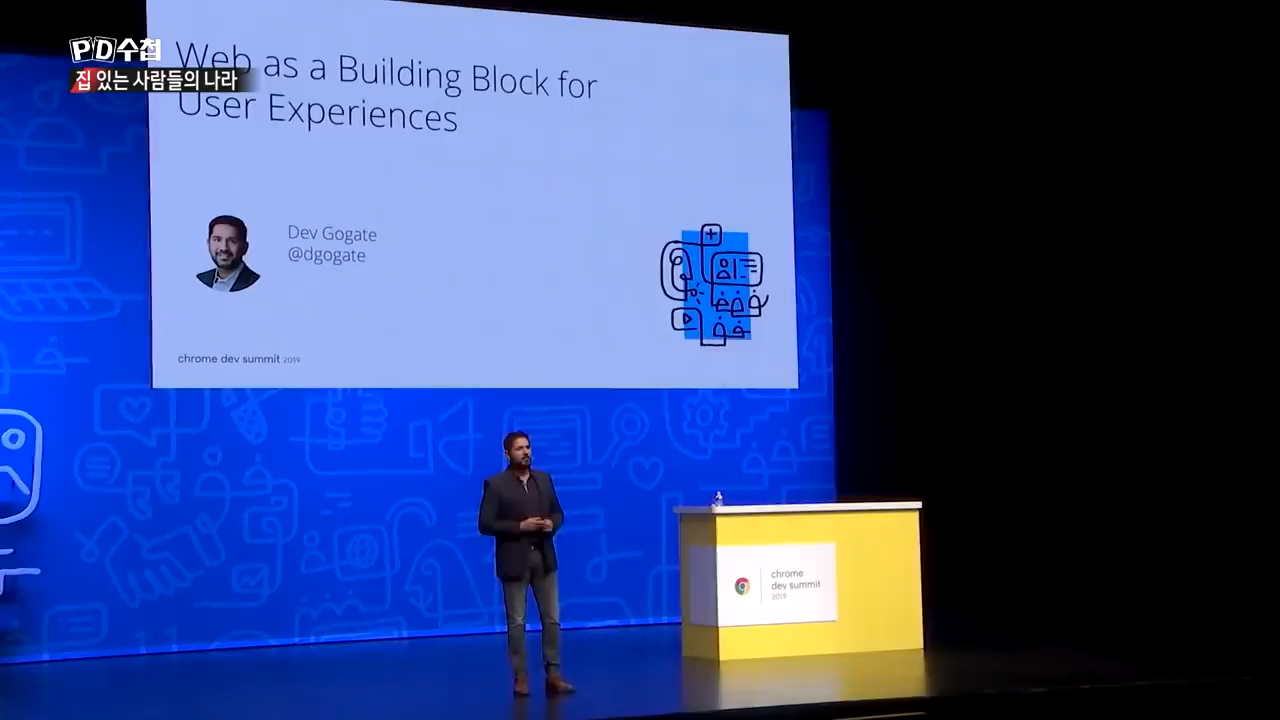 PD수첩
집 있는 사람들의 나라
Web as a Building Block for
User Experiences
Dev Gogate
@dgogate
chrome dev summit 2019
chrome
dev summit
2019